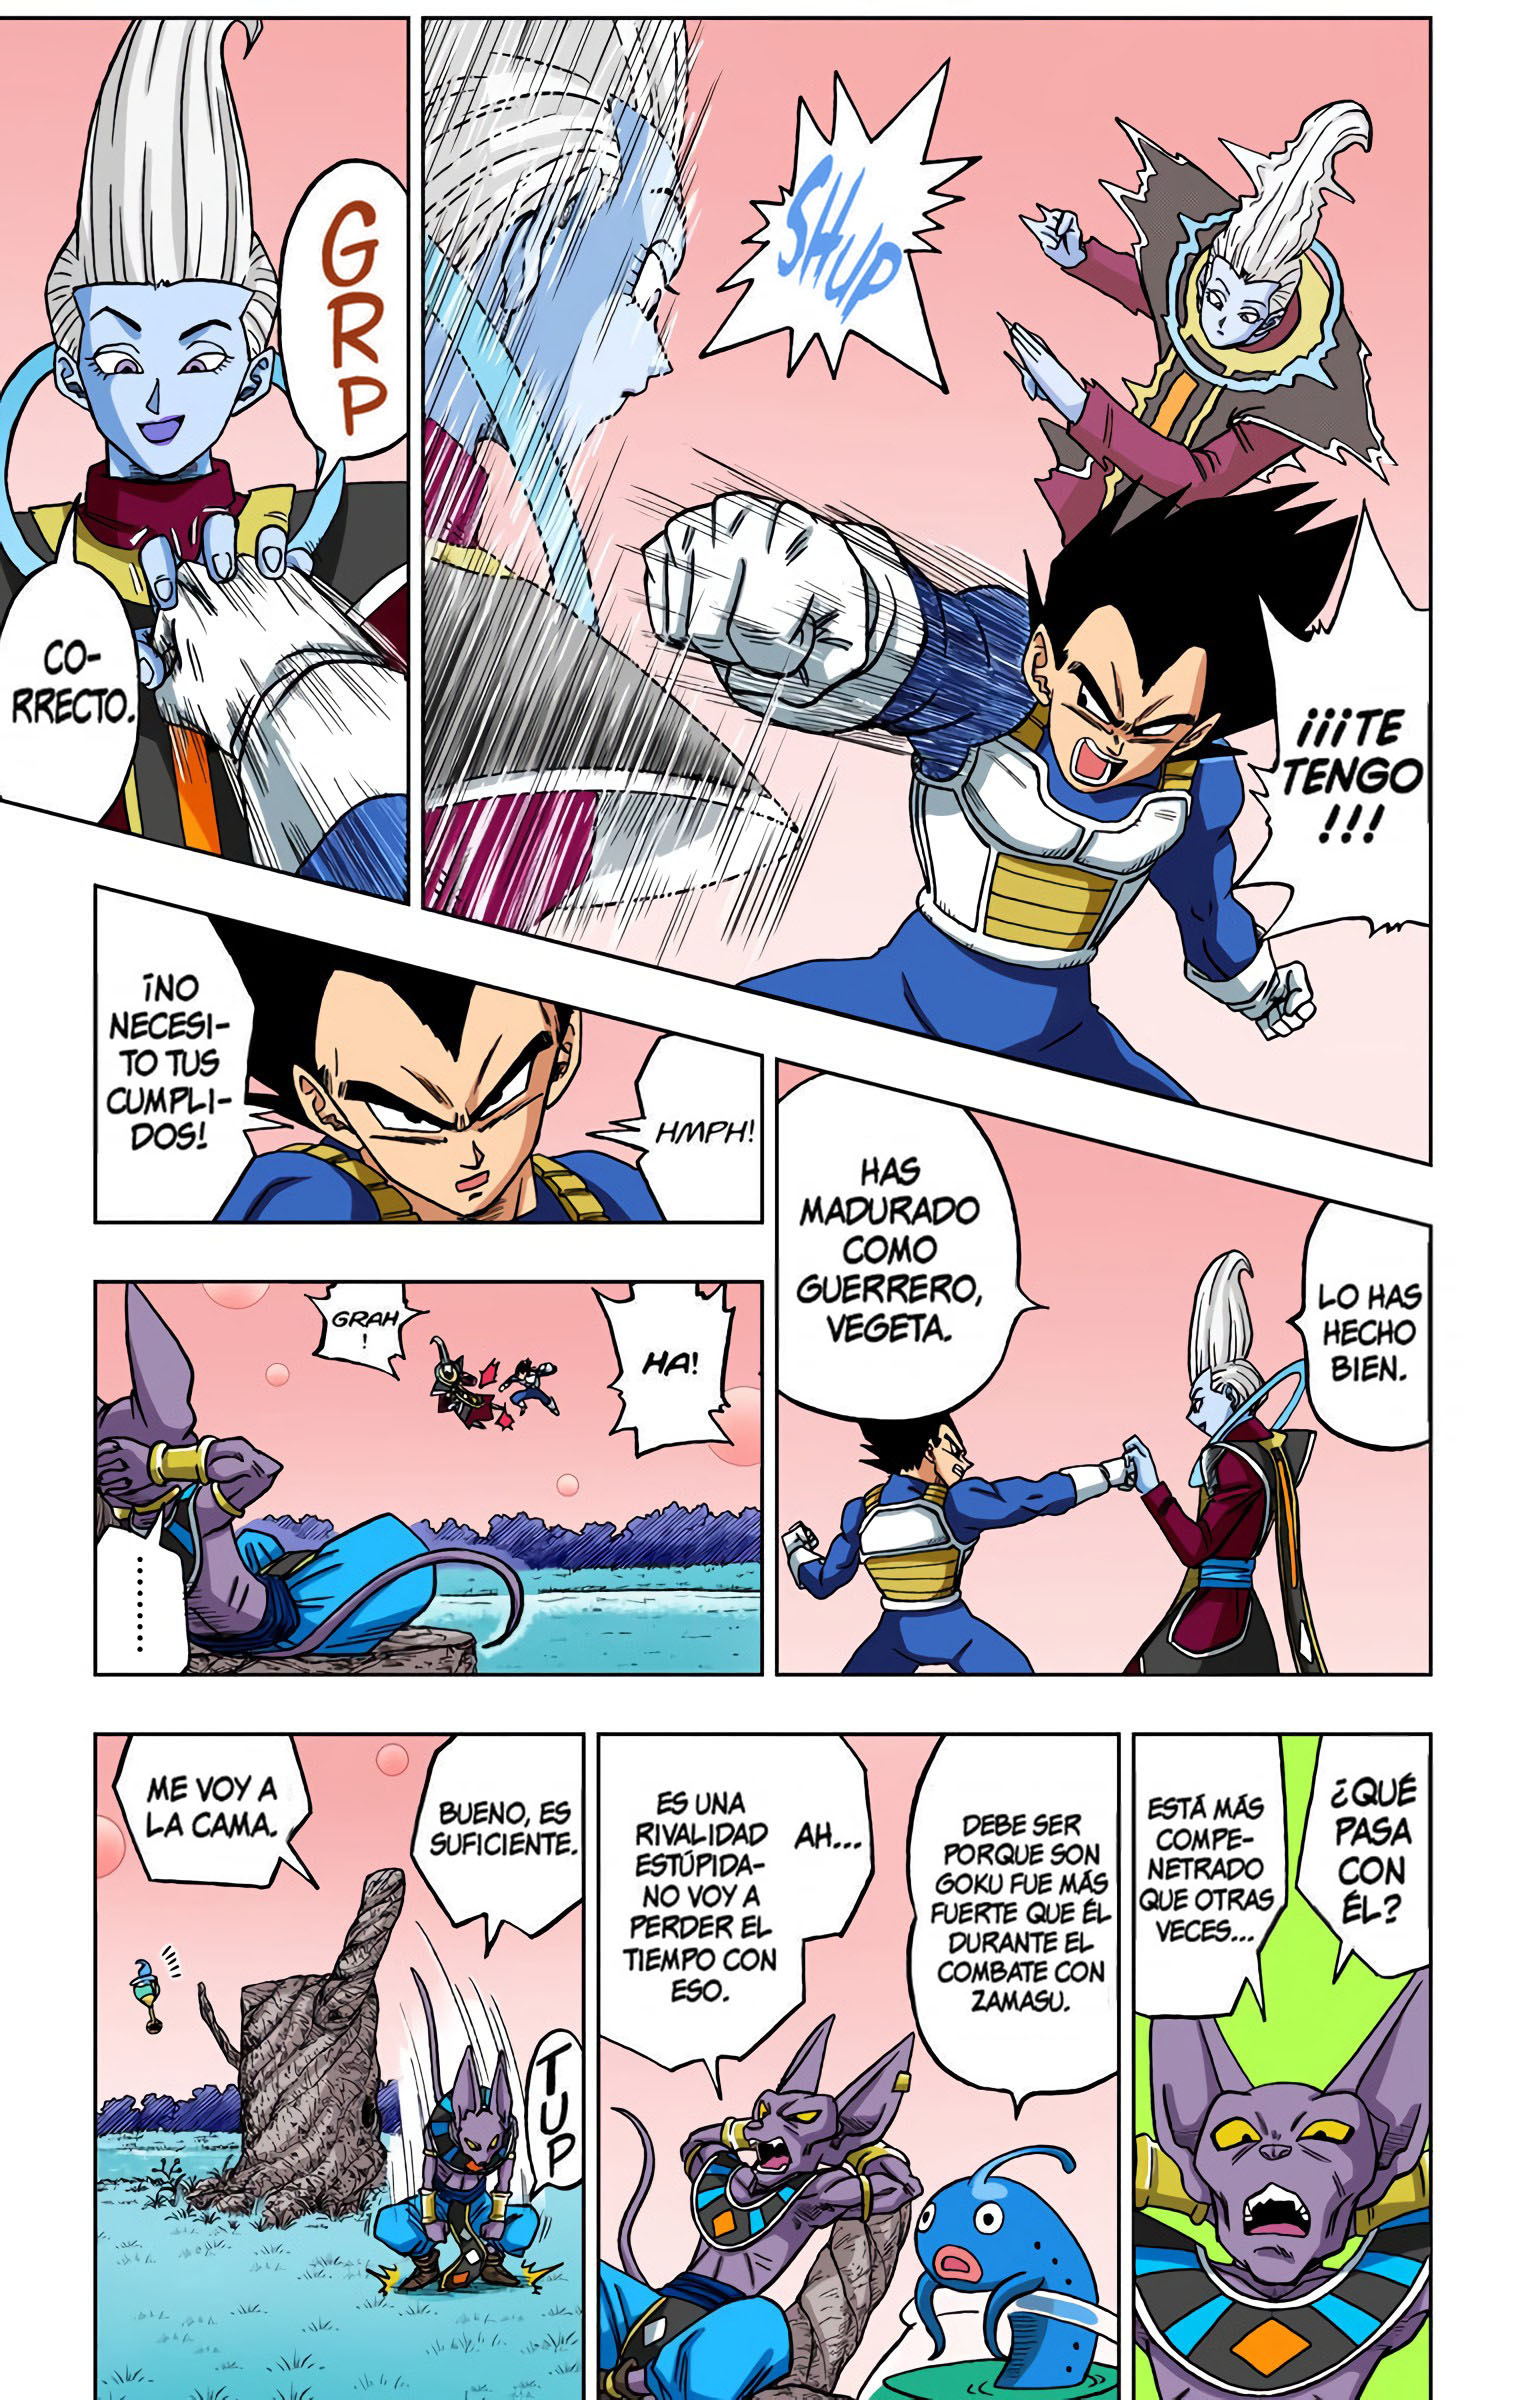 SHUP
¡¡¡TE
TENGO
!!!
GRP
CO-
RRECTO.
LO HAS
HECHO
BIEN.
HAS
MADURADO
COMO
GUERRERO,
VEGETA.
HMPH!
¡NO
NECESI-
TO TUS
CUMPLI-
DOS!
HA!
GRAH
!
........
¿QUÉ
PASA
CON
ÉL?
ESTÁ MÁS
COMPE-
NETRADO
QUE OTRAS
VECES...
DEBE SER
PORQUE SON
GOKU FUE MÁS
FUERTE QUE ÉL
DURANTE EL
COMBATE CON
ZAMASU.
AH...
ES UNA
RIVALIDAD
ESTÚPIDA-
NO VOY A
PERDER EL
TIEMPO CON
ESO.
BUENO, ES
SUFICIENTE.
TUP
ME VOY A
LA CAMA.